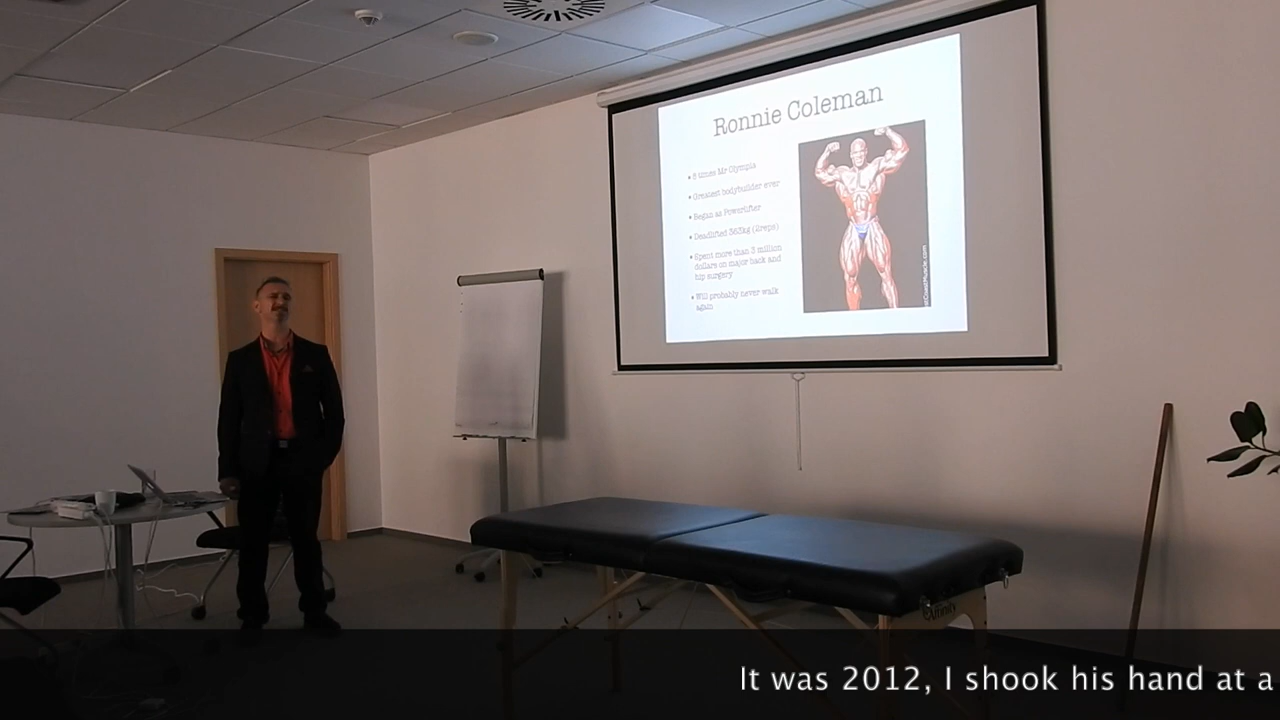 Ronnie Coleman
• 8 times Mr Olympia
• Greatest bodybuilder ever
• Began as Powerlifter
• Deadlifted 363kg (2reps)
• Spent more than 3 million
dollars on major back and
hip surgery
• Will probably never walk
again
It was 2012, I shook his hand at a